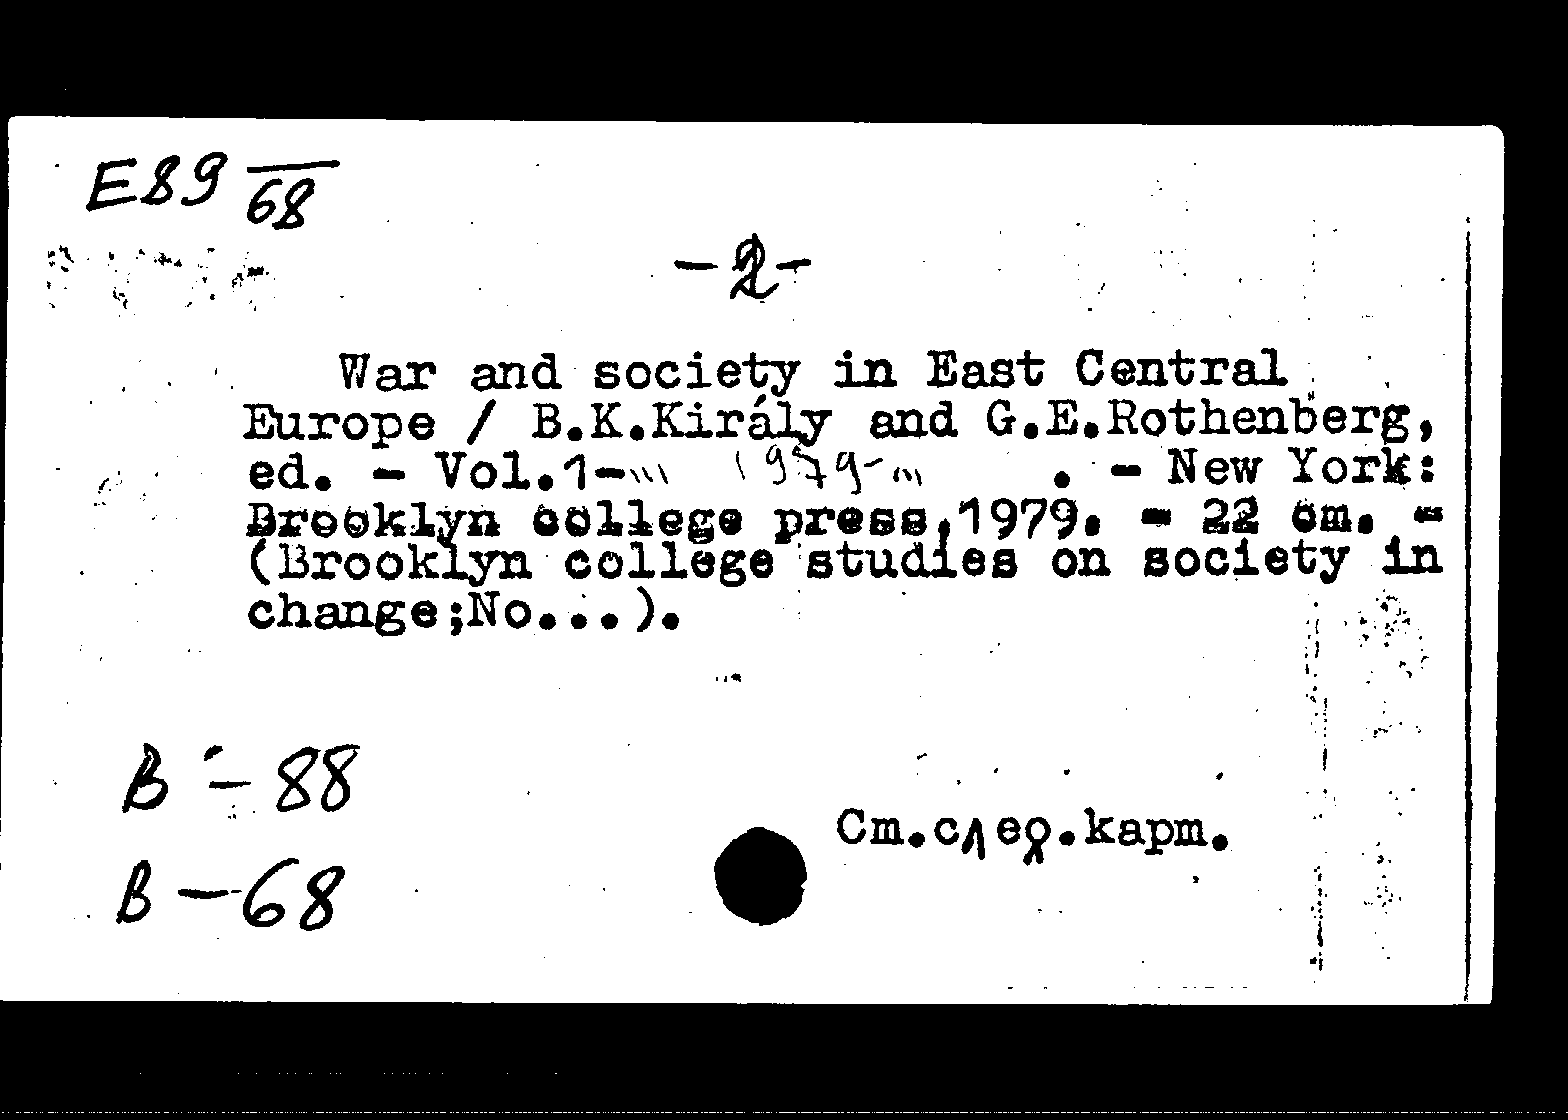 E89 68
-2-
War and society in East Central
Europe / B.K.Király and G.E.Rothenberg,
ed. - Vol.1- 1979- . - New York:
Brooklyn college press,1979. - 22 cm. -
(Brooklyn college studies on society in
change;No...).
B - 88
B - 68
См.след.карт.